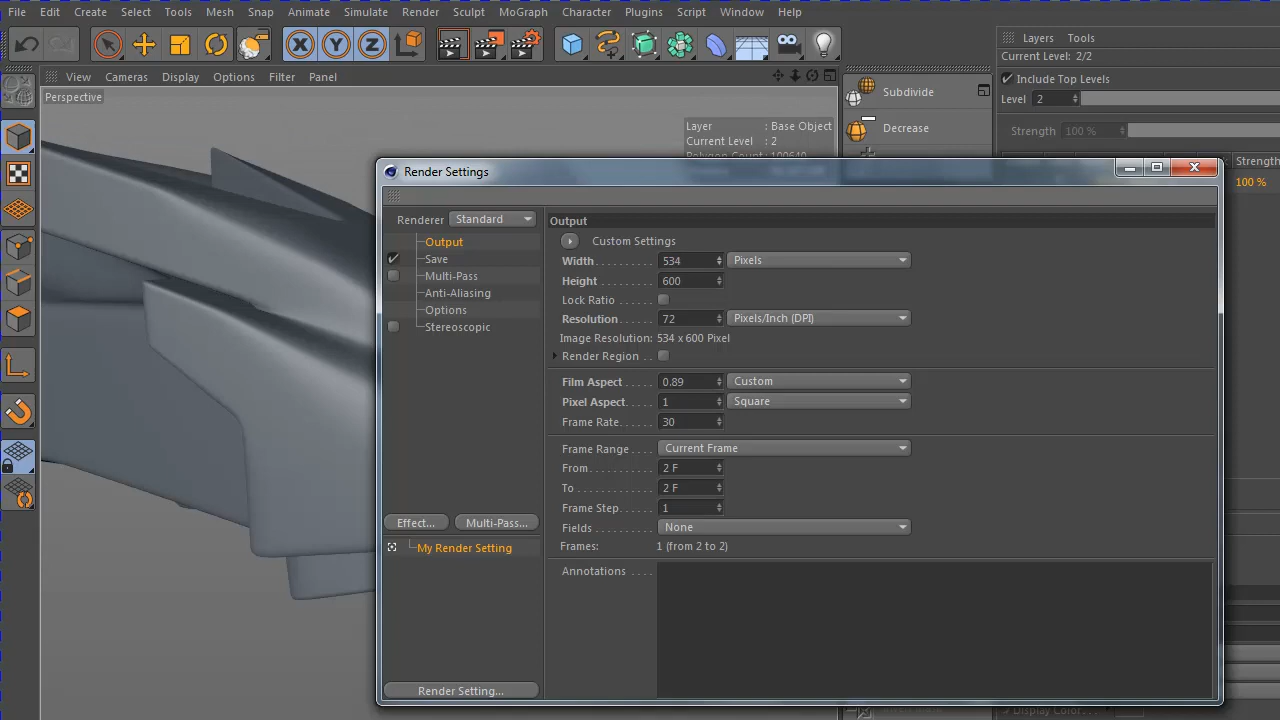 File Edit Create Select Tools Mesh Snap Animate Simulate Render Sculpt MoGraph Character Plugins Script Window Help
X Y Z
Layers Tools
Current Level: 2/2
View Cameras Display Options Filter Panel
Include Top Levels
Perspective
Subdivide
Level 2
Layer : Base Object
Decrease
Strength 100 %
Current Level : 2
Polygon Count : 100640
Strength
100 %
Render Settings
Renderer Standard
Output
Save
Multi-Pass
Anti-Aliasing
Options
Stereoscopic
Effect... Multi-Pass...
My Render Setting
Render Setting...
Output
Custom Settings
Width 534 Pixels
Height 600
Lock Ratio
Resolution 72 Pixels/Inch (DPI)
Image Resolution: 534 x 600 Pixel
Render Region
Film Aspect 0.89 Custom
Pixel Aspect 1 Square
Frame Rate 30
Frame Range Current Frame
From 2 F
To 2 F
Frame Step 1
Fields None
Frames: 1 (from 2 to 2)
Annotations
Display Color